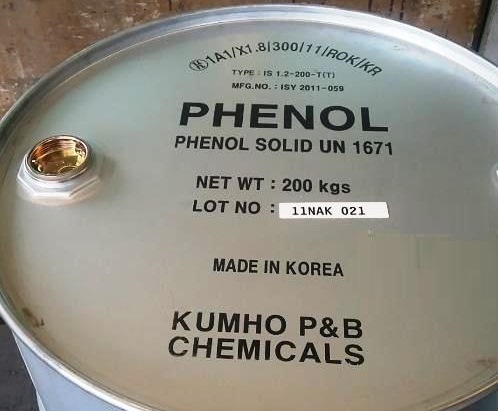 1A1/X1.8/300/11/ROK/KR
TYPE : IS 1.2-200-T(T)
MFG.NO. : ISY 2011-059
PHENOL
PHENOL SOLID UN 1671
NET WT : 200 kgs
LOT NO : 11NAK 021
MADE IN KOREA
KUMHO P&B
CHEMICALS